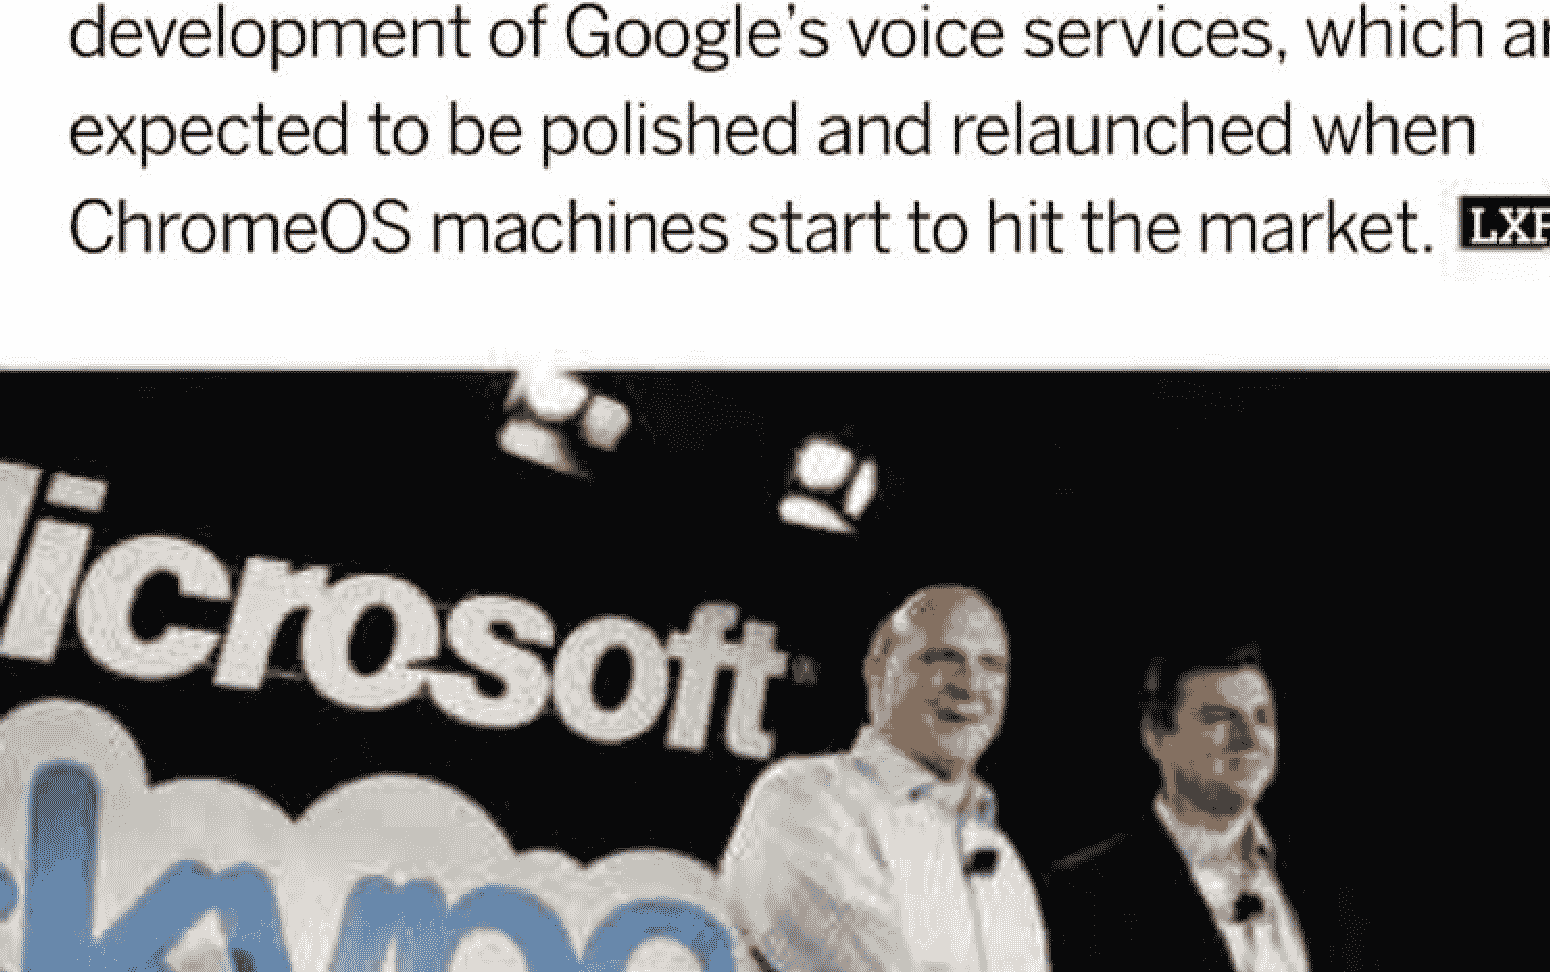 development of Google's voice services, which
expected to be polished and relaunched when
ChromeOS machines start to hit the market.
Microsoft